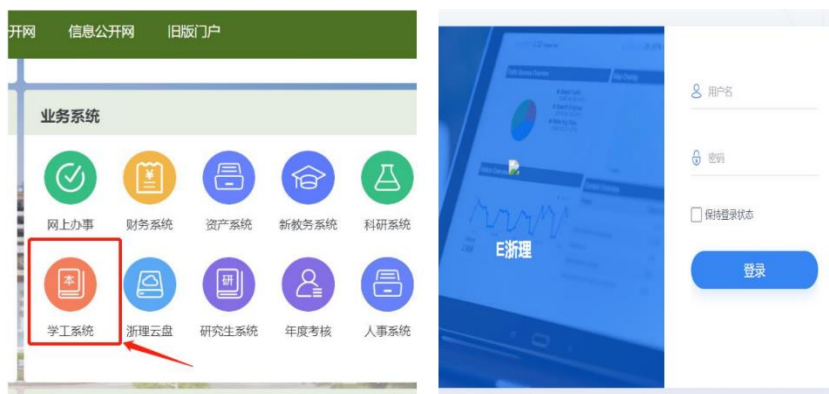 开网 信息公开网 旧版门户
业务系统
网上办事 财务系统 资产系统 新教务系统 科研系统
本 研
学工系统 浙理云盘 研究生系统 年度考核 人事系统
E浙理
用户名
密码
保持登录状态
登录